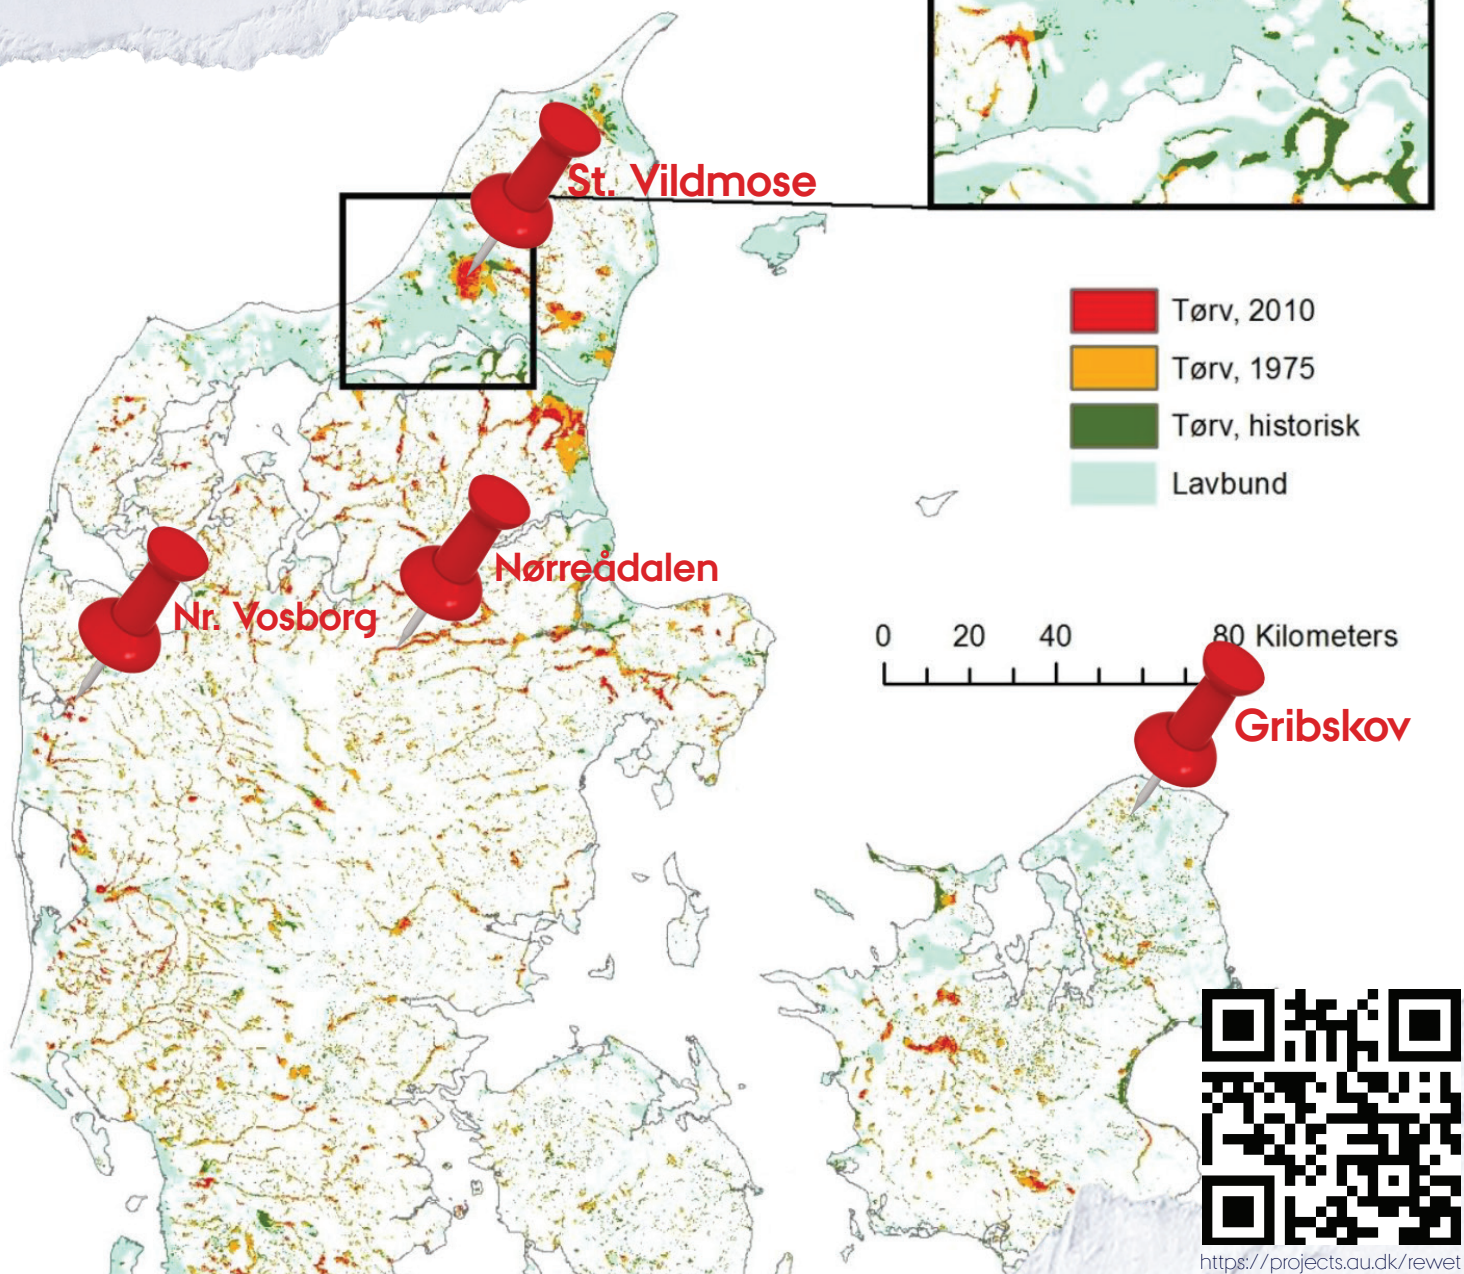 St. Vildmose
Tørv, 2010
Tørv, 1975
Tørv, historisk
Lavbund
Nørreådalen
Nr. Vosborg
0 20 40 80 Kilometers
Gribskov
https://projects.au.dk/rewet